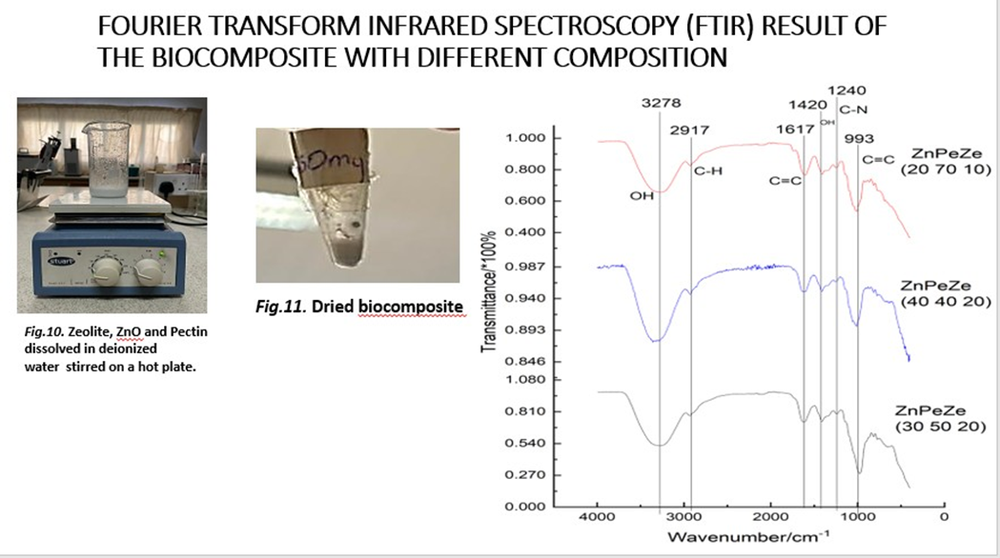 FOURIER TRANSFORM INFRARED SPECTROSCOPY (FTIR) RESULT OF
THE BIOCOMPOSITE WITH DIFFERENT COMPOSITION
stuart
Fig.10. Zeolite, ZnO and Pectin
dissolved in deionized
water stirred on a hot plate.
50mg
Fig.11. Dried biocomposite
3278
2917
1617
1420
1240
OH
C-N
993
C-H
OH
C=C
C=C
ZnPeZe
(20 70 10)
ZnPeZe
(40 40 20)
ZnPeZe
(30 50 20)
Transmittance/*100%
1.000
0.800
0.600
0.400
0.987
0.940
0.893
0.846
1.080
0.810
0.540
0.270
0.000
4000
3000
2000
1000
0
Wavenumber/cm⁻¹